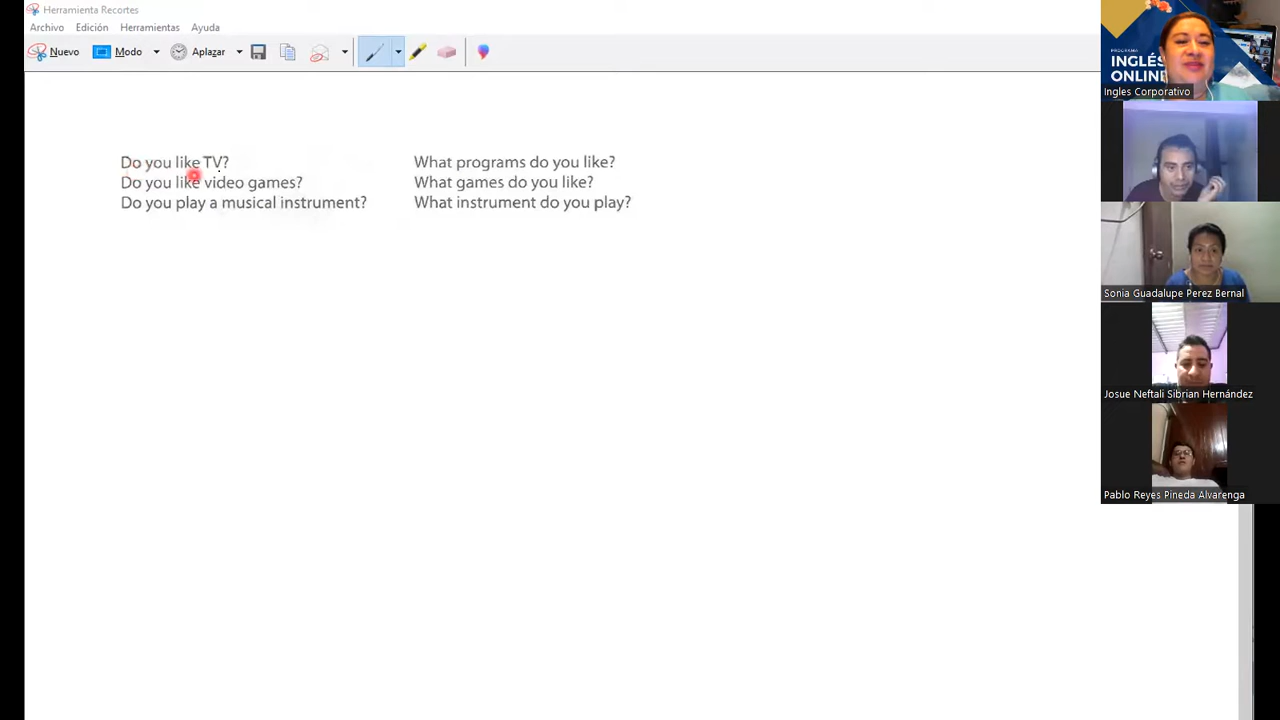 Herramienta Recortes
Archivo Edición Herramientas Ayuda
Nuevo Modo Aplazar
Do you like TV? What programs do you like?
Do you like video games? What games do you like?
Do you play a musical instrument? What instrument do you play?
PROGRAMA
INGLÉS
ONLINE
Ingles Corporativo
Sonia Guadalupe Perez Bernal
Josue Neftali Sibrian Hernández
Pablo Reyes Pineda Alvarenga